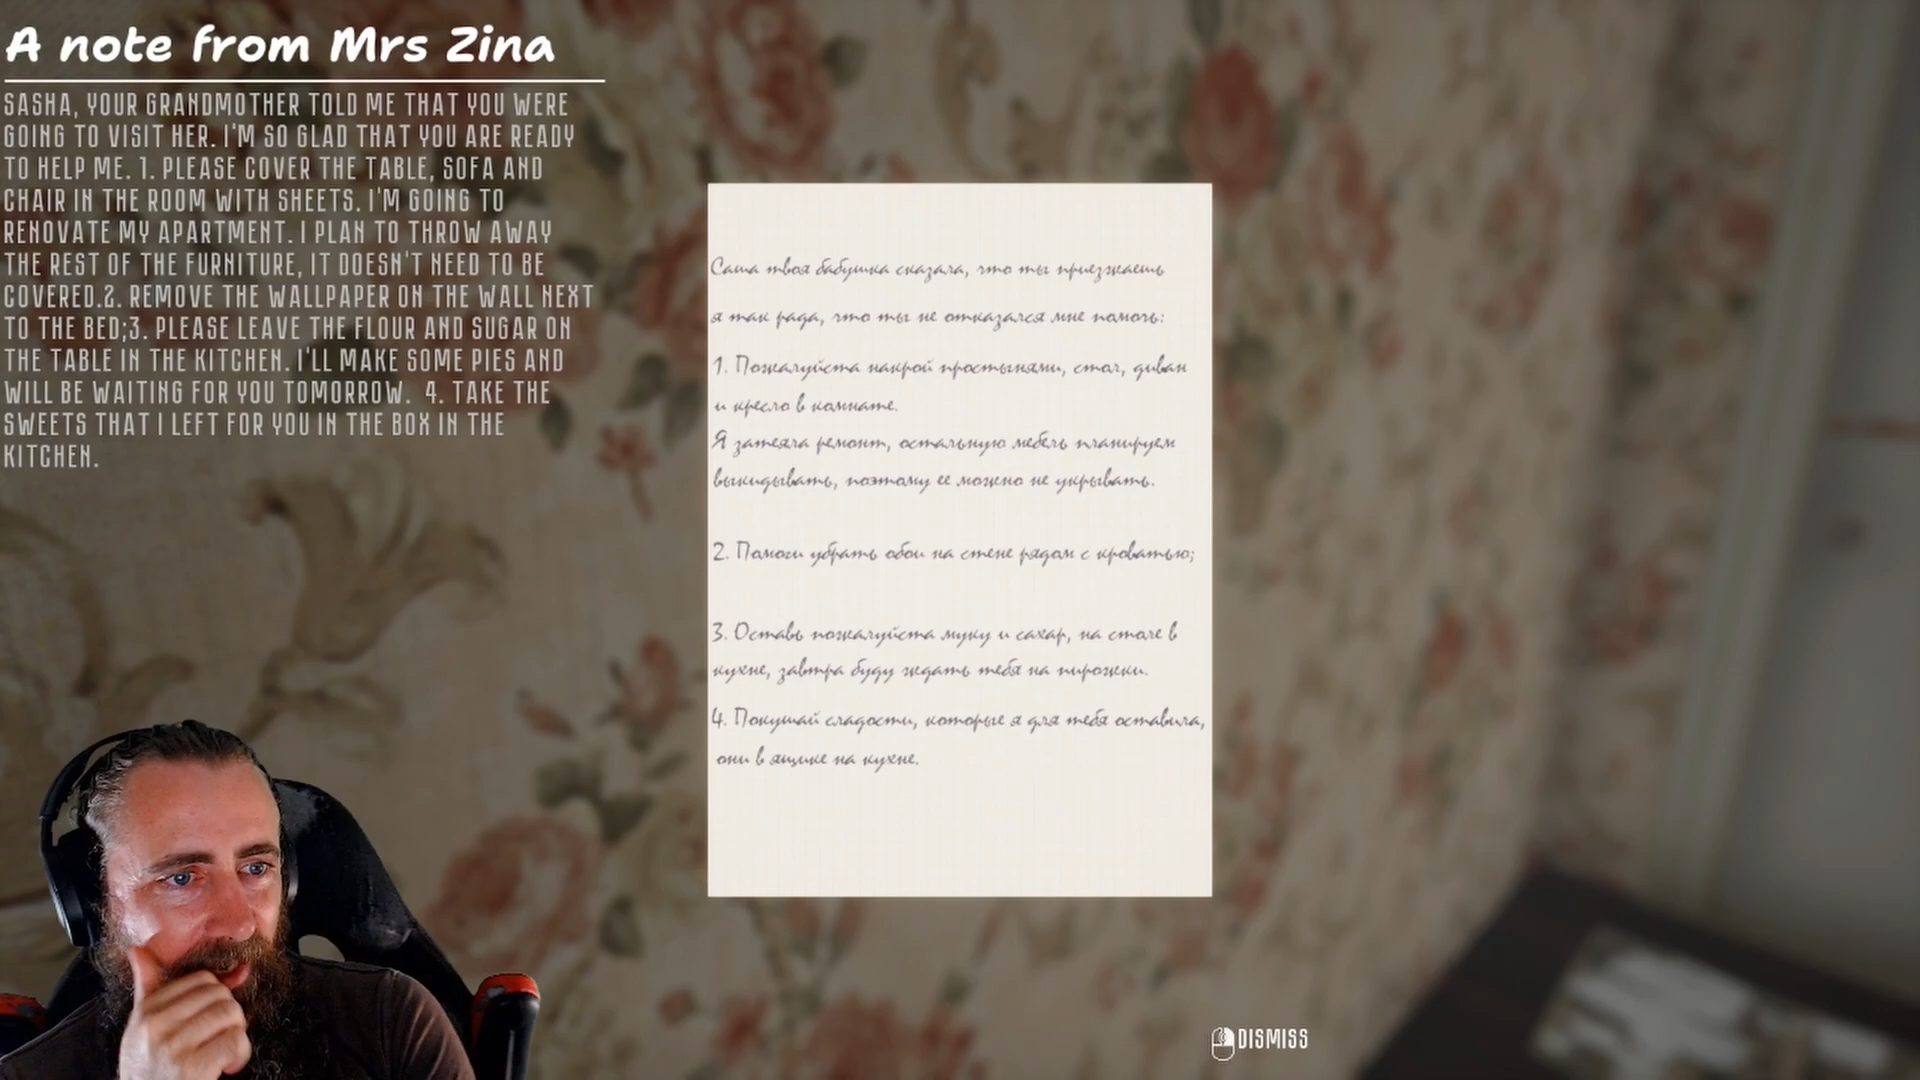 A note from Mrs Zina
SASHA, YOUR GRANDMOTHER TOLD ME THAT YOU WERE
GOING TO VISIT HER. I'M SO GLAD THAT YOU ARE READY
TO HELP ME. 1. PLEASE COVER THE TABLE, SOFA AND
CHAIR IN THE ROOM WITH SHEETS. I'M GOING TO
RENOVATE MY APARTMENT. I PLAN TO THROW AWAY
THE REST OF THE FURNITURE, IT DOESN'T NEED TO BE
COVERED.2. REMOVE THE WALLPAPER ON THE WALL NEXT
TO THE BED;3. PLEASE LEAVE THE FLOUR AND SUGAR ON
THE TABLE IN THE KITCHEN. I'LL MAKE SOME PIES AND
WILL BE WAITING FOR YOU TOMORROW. 4. TAKE THE
SWEETS THAT I LEFT FOR YOU IN THE BOX IN THE
KITCHEN.
Саша твоя бабушка сказала, что ты приезжаешь
я так рада, что ты не отказался мне помочь:
1. Пожалуйста накрой простынями, стол, диван
и кресло в комнате.
Я затеяла ремонт, остальную мебель планируем
выкидывать, поэтому ее можно не укрывать.
2. Помоги убрать обои на стене рядом с кроватью;
3. Оставь пожалуйста муку и сахар, на столе в
кухне, завтра буду ждать тебя на пирожки.
4. Покушай сладости, которые я для тебя оставила,
они в ящике на кухне.
DISMISS